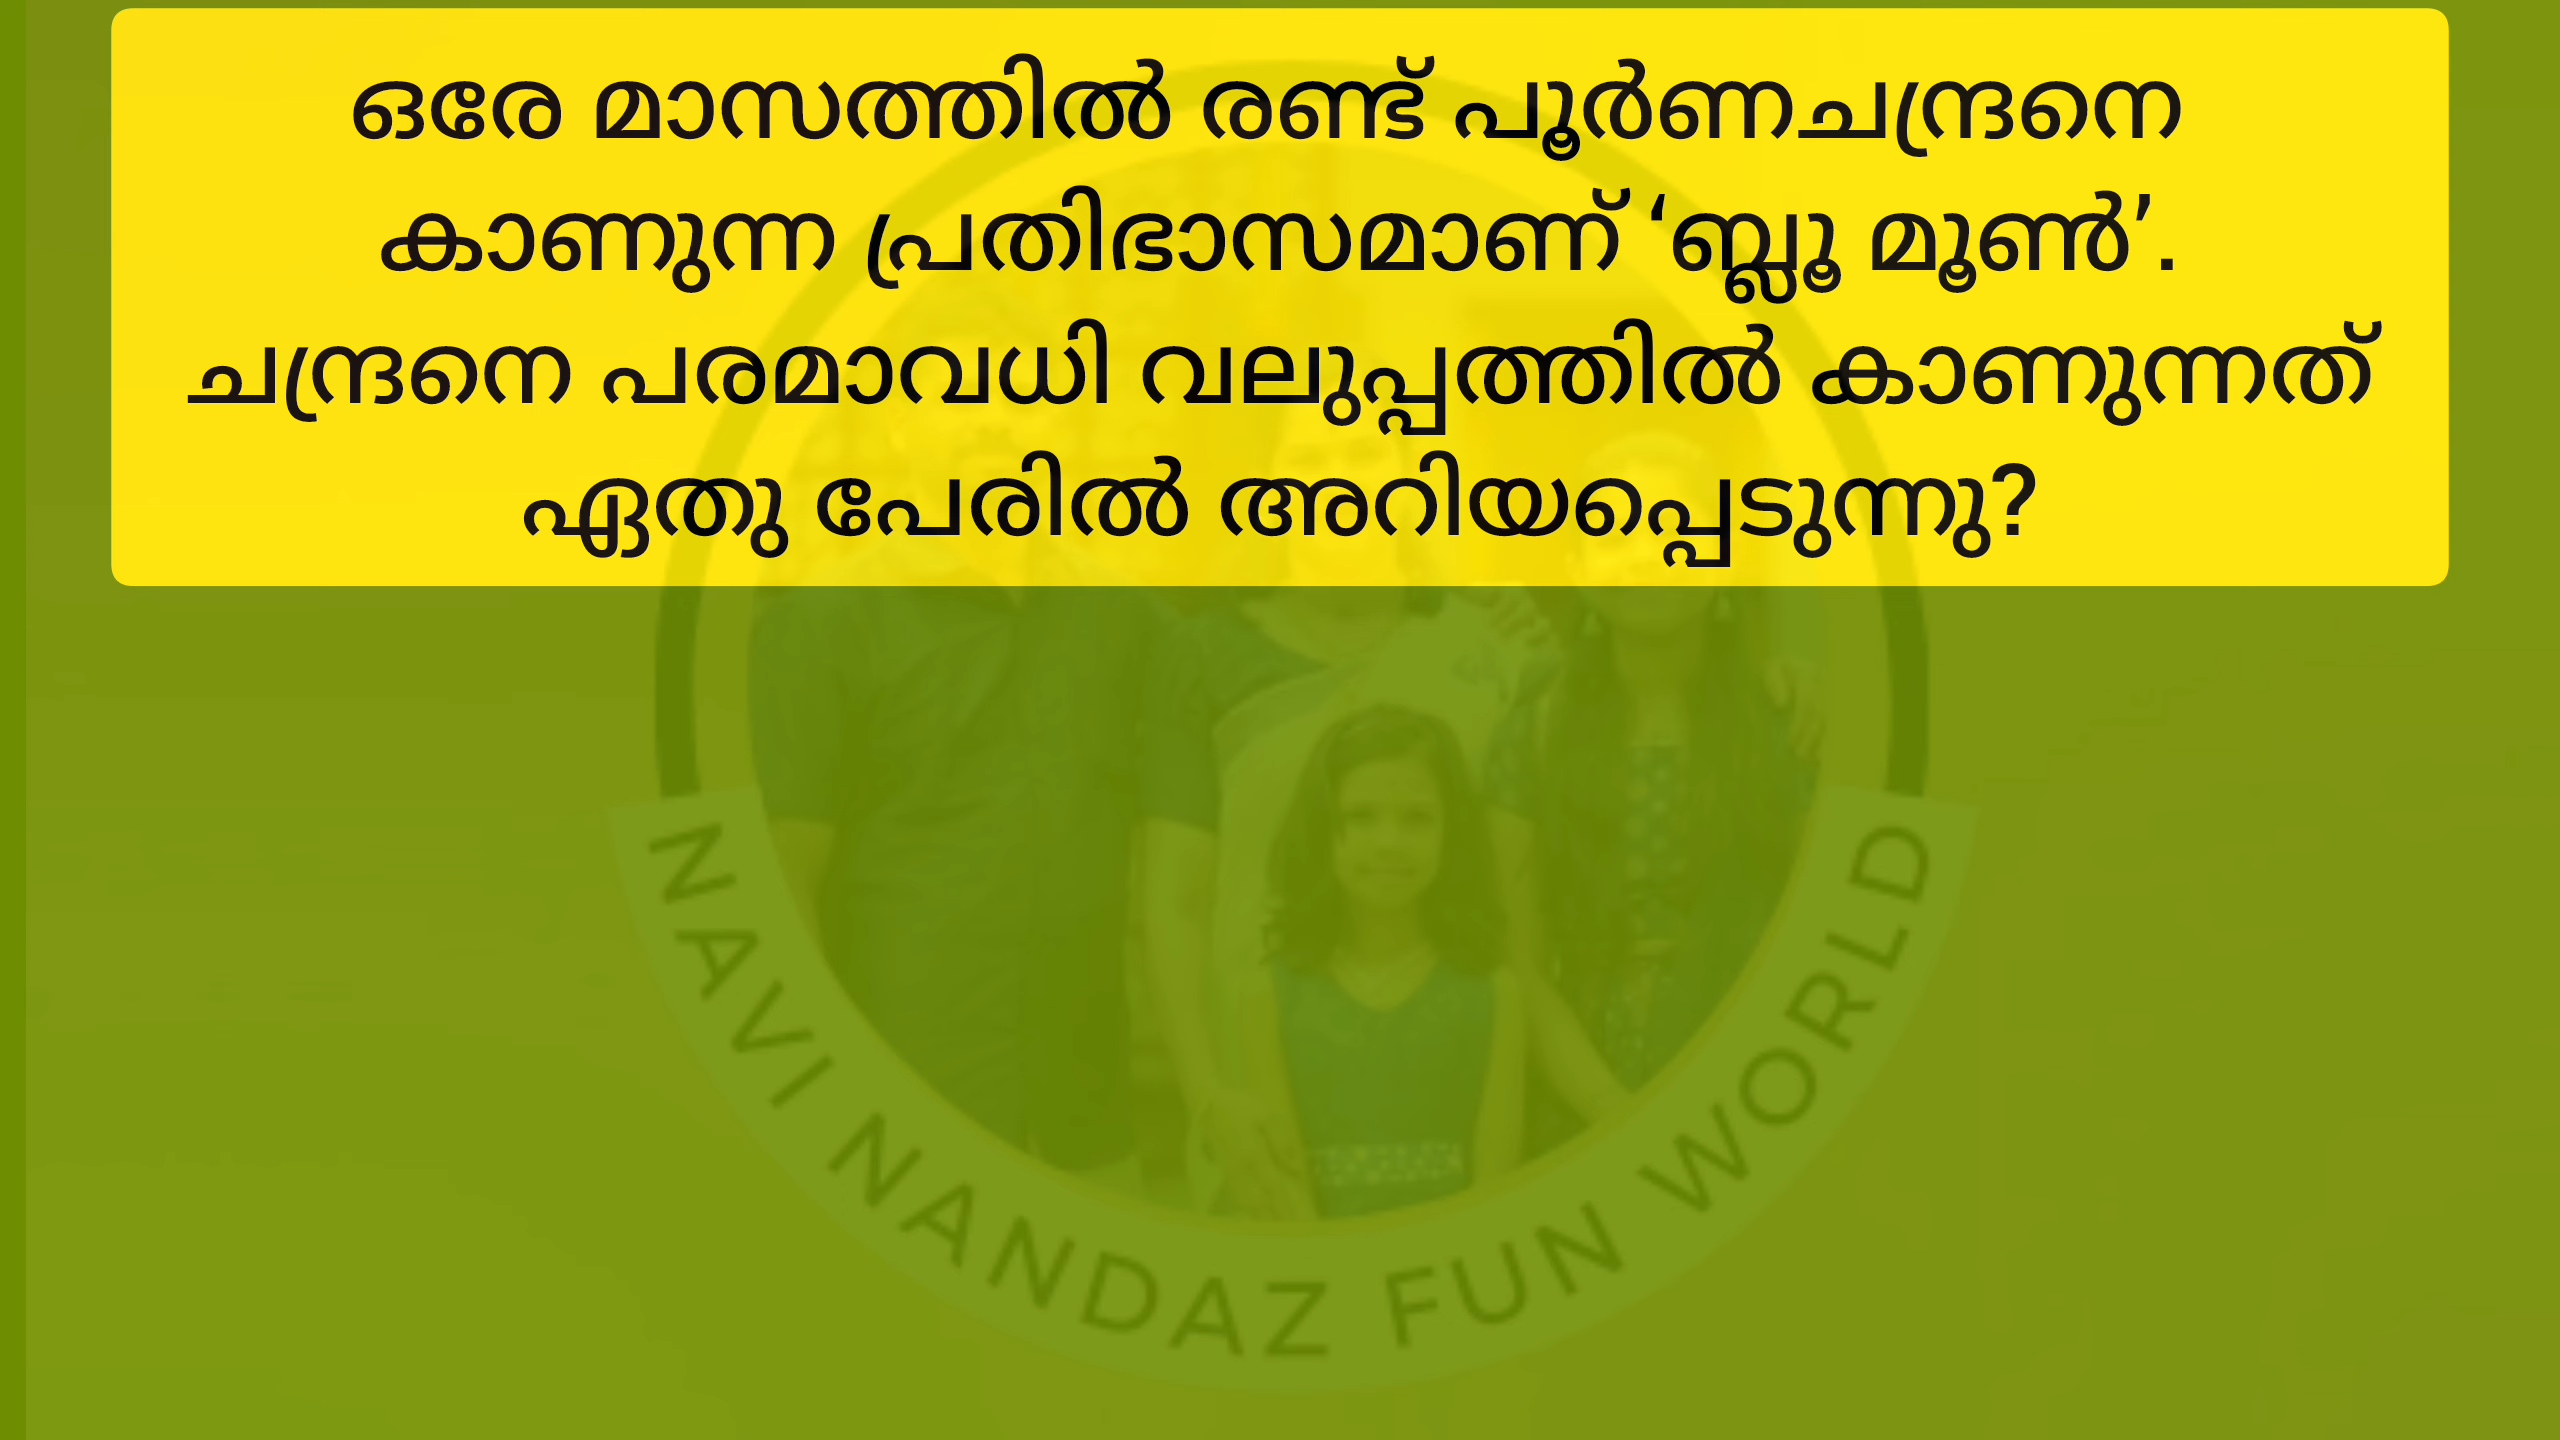 ഒരേ മാസത്തിൽ രണ്ട് പൂർണചന്ദ്രനെ
കാണുന്ന പ്രതിഭാസമാണ് ‘ബ്ലൂ മൂൺ’.
ചന്ദ്രനെ പരമാവധി വലുപ്പത്തിൽ കാണുന്നത്
ഏതു പേരിൽ അറിയപ്പെടുന്നു?
NAVI NANDAZ FUN WORLD